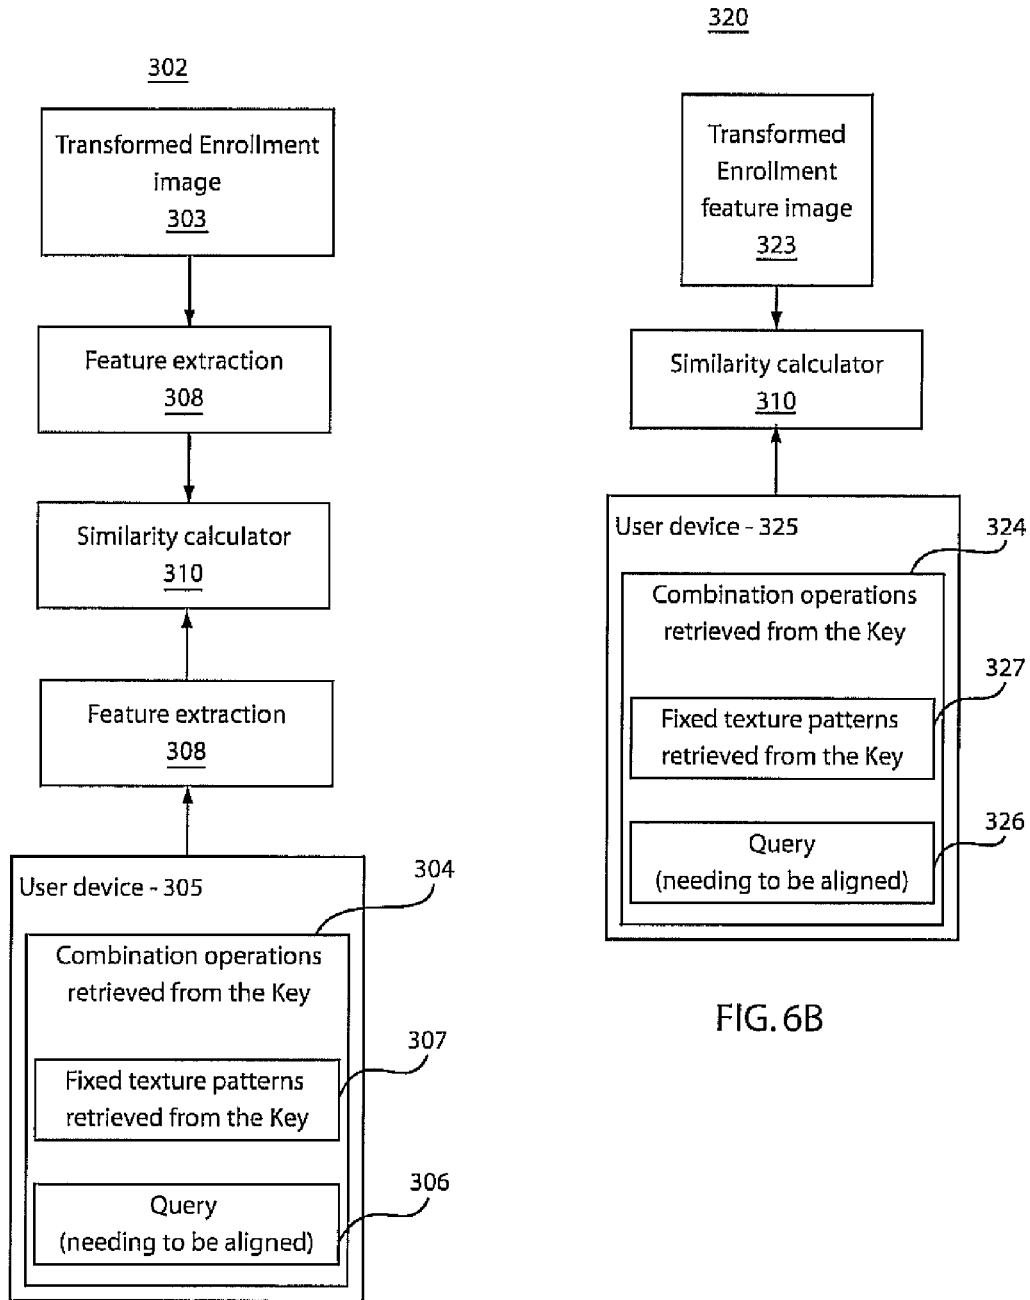 302
Transformed Enrollment
image
303
Feature extraction
308
Similarity calculator
310
Feature extraction
308
User device - 305
304
Combination operations
retrieved from the Key
307
Fixed texture patterns
retrieved from the Key
306
Query
(needing to be aligned)
320
Transformed
Enrollment
feature image
323
Similarity calculator
310
User device - 325
324
Combination operations
retrieved from the Key
327
Fixed texture patterns
retrieved from the Key
326
Query
(needing to be aligned)
FIG. 6B